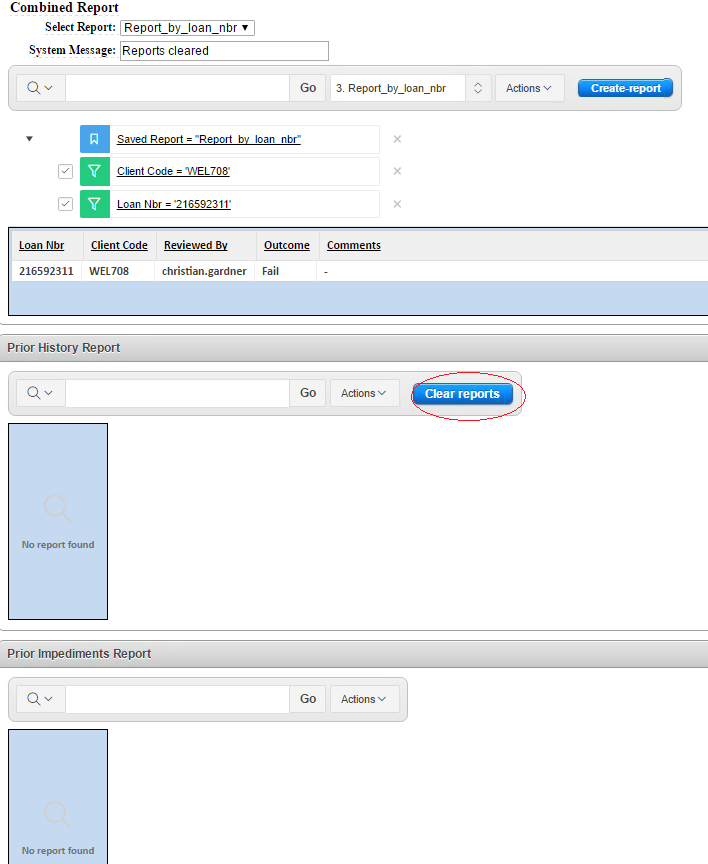 Combined Report
Select Report: Report_by_loan_nbr
System Message: Reports cleared
Go 3. Report_by_loan_nbr Actions Create-report
Saved Report = "Report_by_loan_nbr"
Client Code = 'WEL708'
Loan Nbr = '216592311'
Loan Nbr Client Code Reviewed By Outcome Comments
216592311 WEL708 christian.gardner Fail -
Prior History Report
Go Actions Clear reports
No report found
Prior Impediments Report
Go Actions
No report found